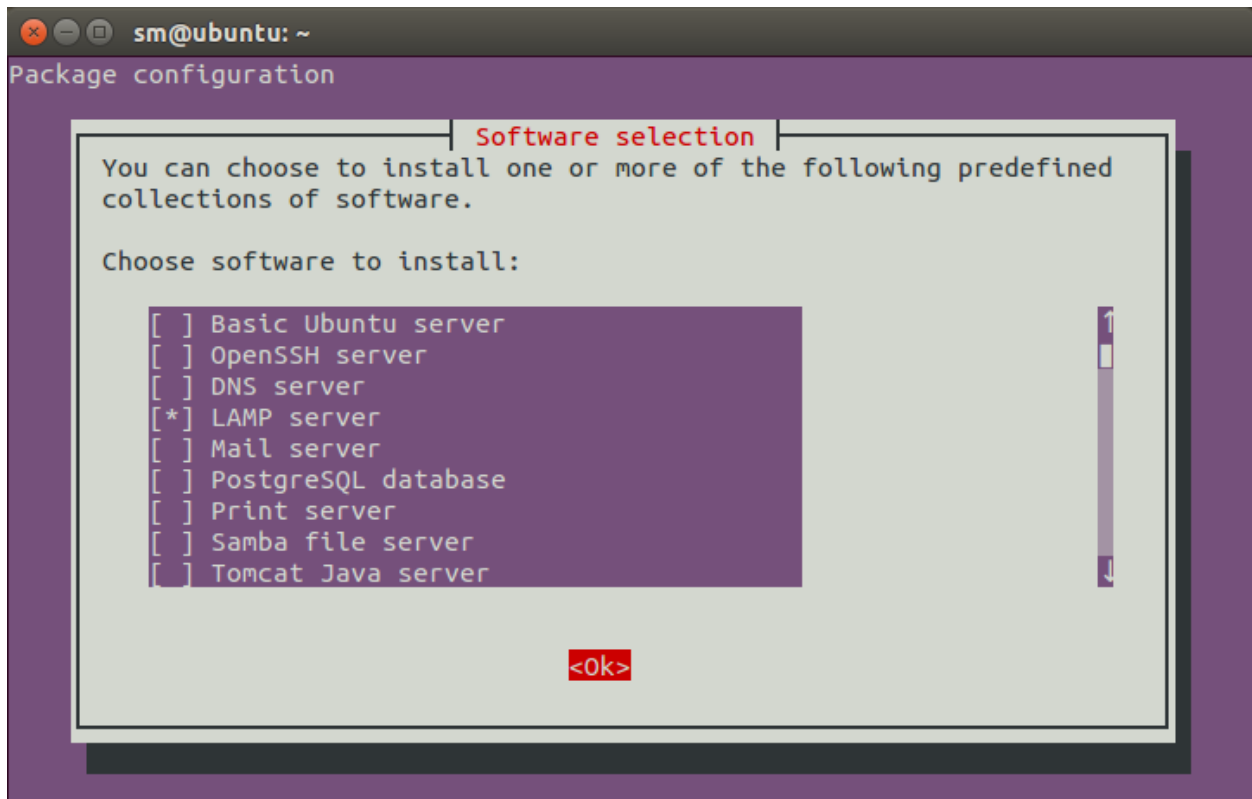 sm@ubuntu: ~
Package configuration
Software selection
You can choose to install one or more of the following predefined
collections of software.
Choose software to install:
[ ] Basic Ubuntu server
[ ] OpenSSH server
[ ] DNS server
[*] LAMP server
[ ] Mail server
[ ] PostgreSQL database
[ ] Print server
[ ] Samba file server
[ ] Tomcat Java server
<Ok>